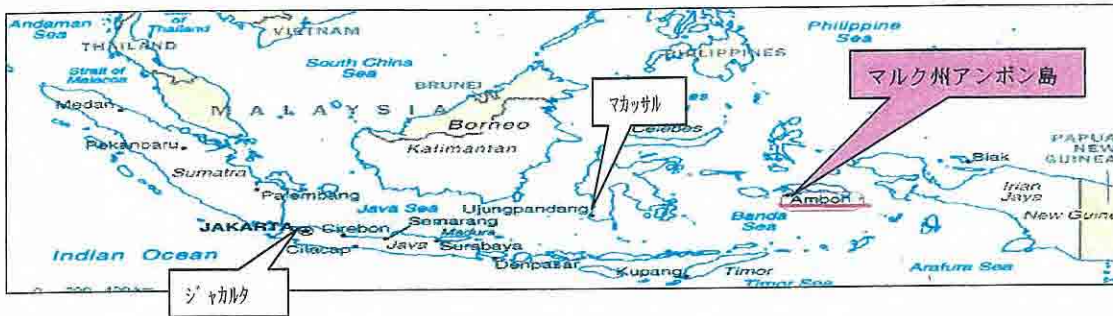 Andaman
Sea
Strait of
Thailand
THAILAND
VIETNAM
Philippine
Sea
PHILIPPINES
South China
Sea
Strait of
Malacca
BRUNEI
マルク州アンボン島
マカッサル
Medan
MALAYSIA
Borneo
Celebes
Kalimantan
PAPUA
NEW
GUINEA
Biak
Pekanbaru
Sumatra
Irian
Jaya
Palembang
Ambon
Java Sea
Ujungpandang
Banda
Sea
New Guine
Semarang
JAKARTA
Cirebon
Madura
Cilacap
Java
Surabaya
Indian Ocean
Denpasar
Kupang
Timor
Timor Sea
Arafura Sea
ジャカルタ